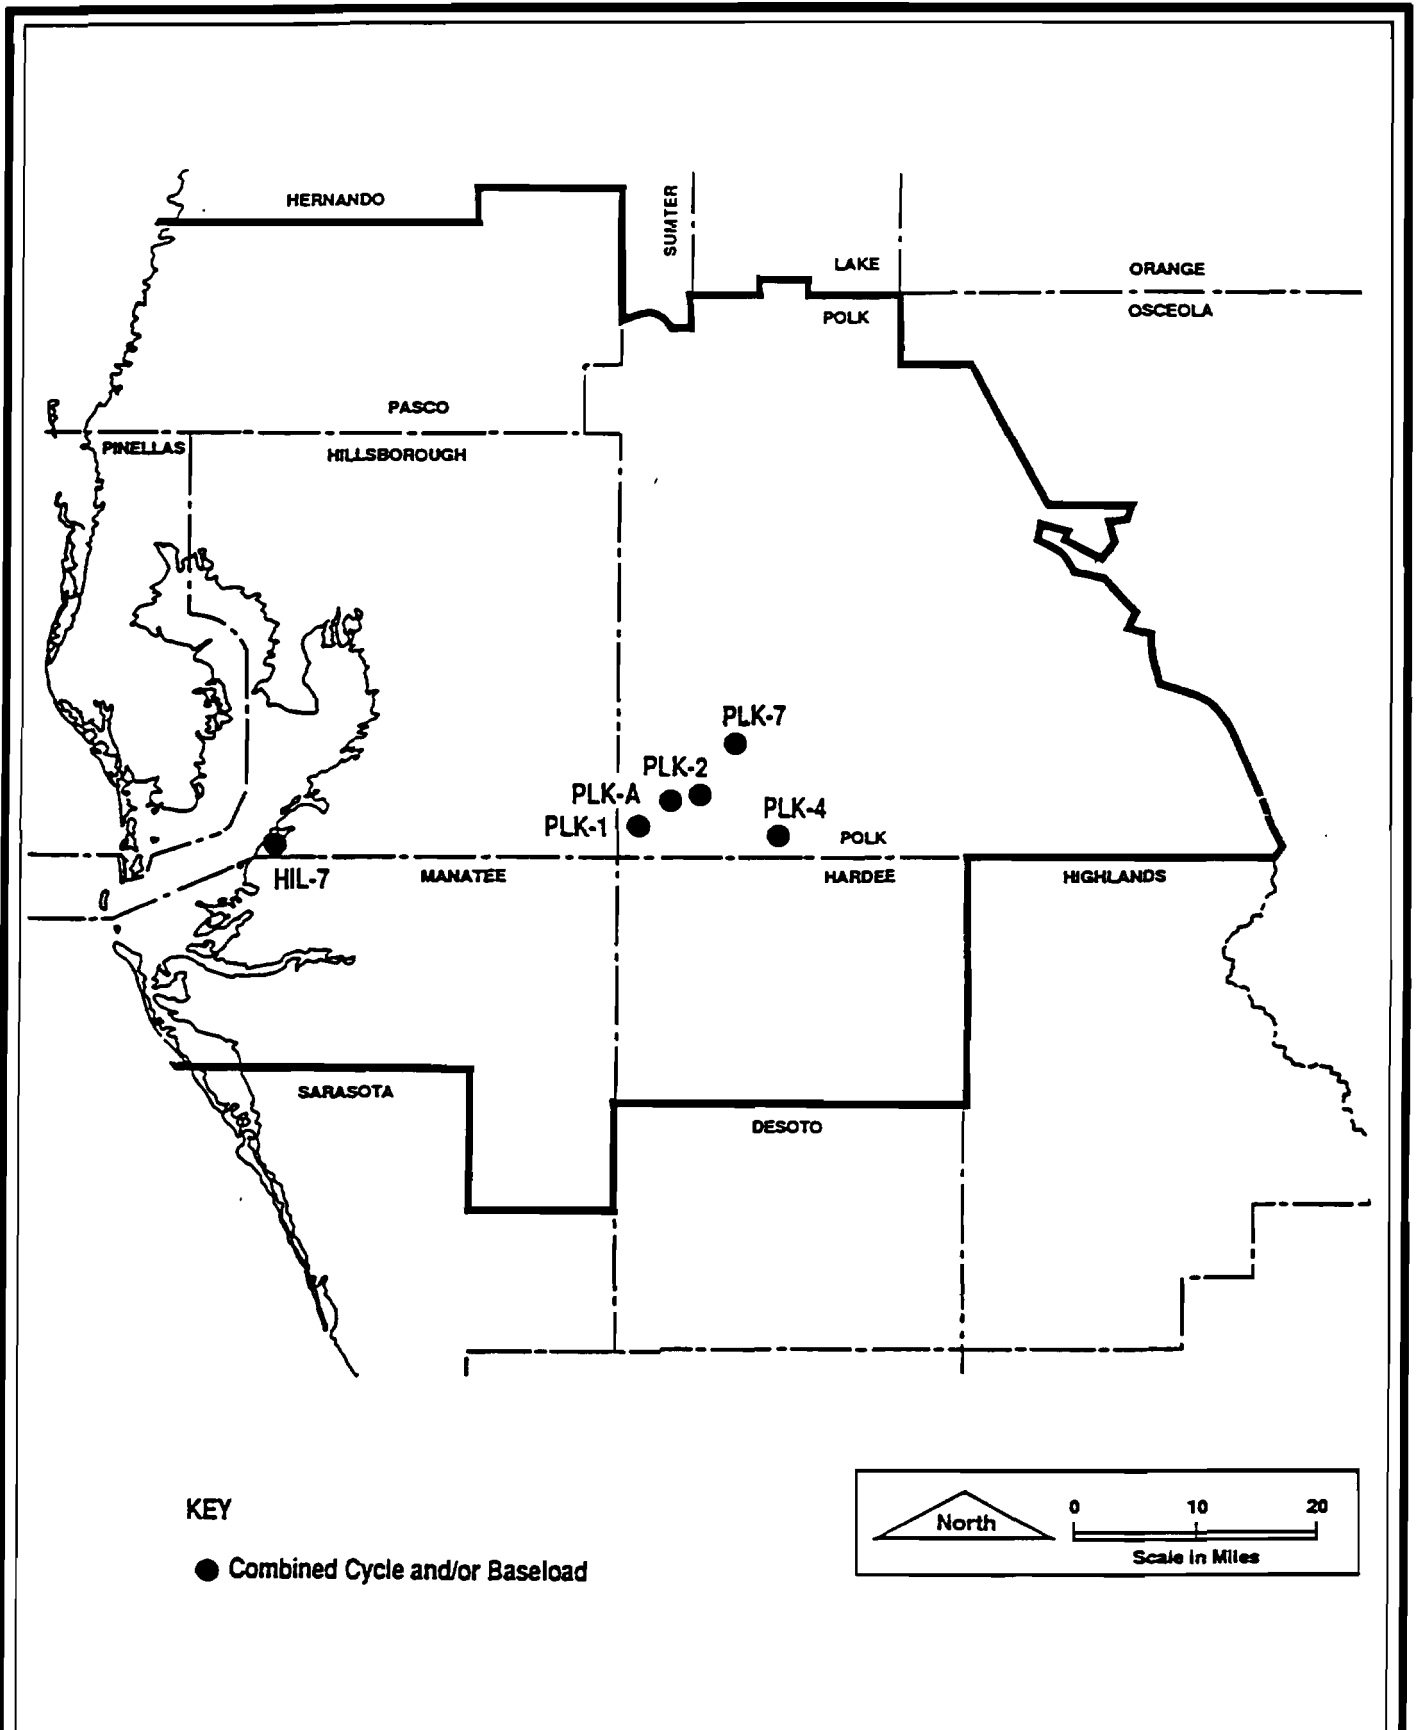 HERNANDO
SUMTER
LAKE
ORANGE
POLK
OSCEOLA
PASCO
PINELLAS
HILLSBOROUGH
PLK-7
PLK-2
PLK-A
PLK-4
PLK-1
POLK
HIL-7
MANATEE
HARDEE
HIGHLANDS
SARASOTA
DESOTO
KEY
Combined Cycle and/or Baseload
North
0 10 20
Scale in Miles